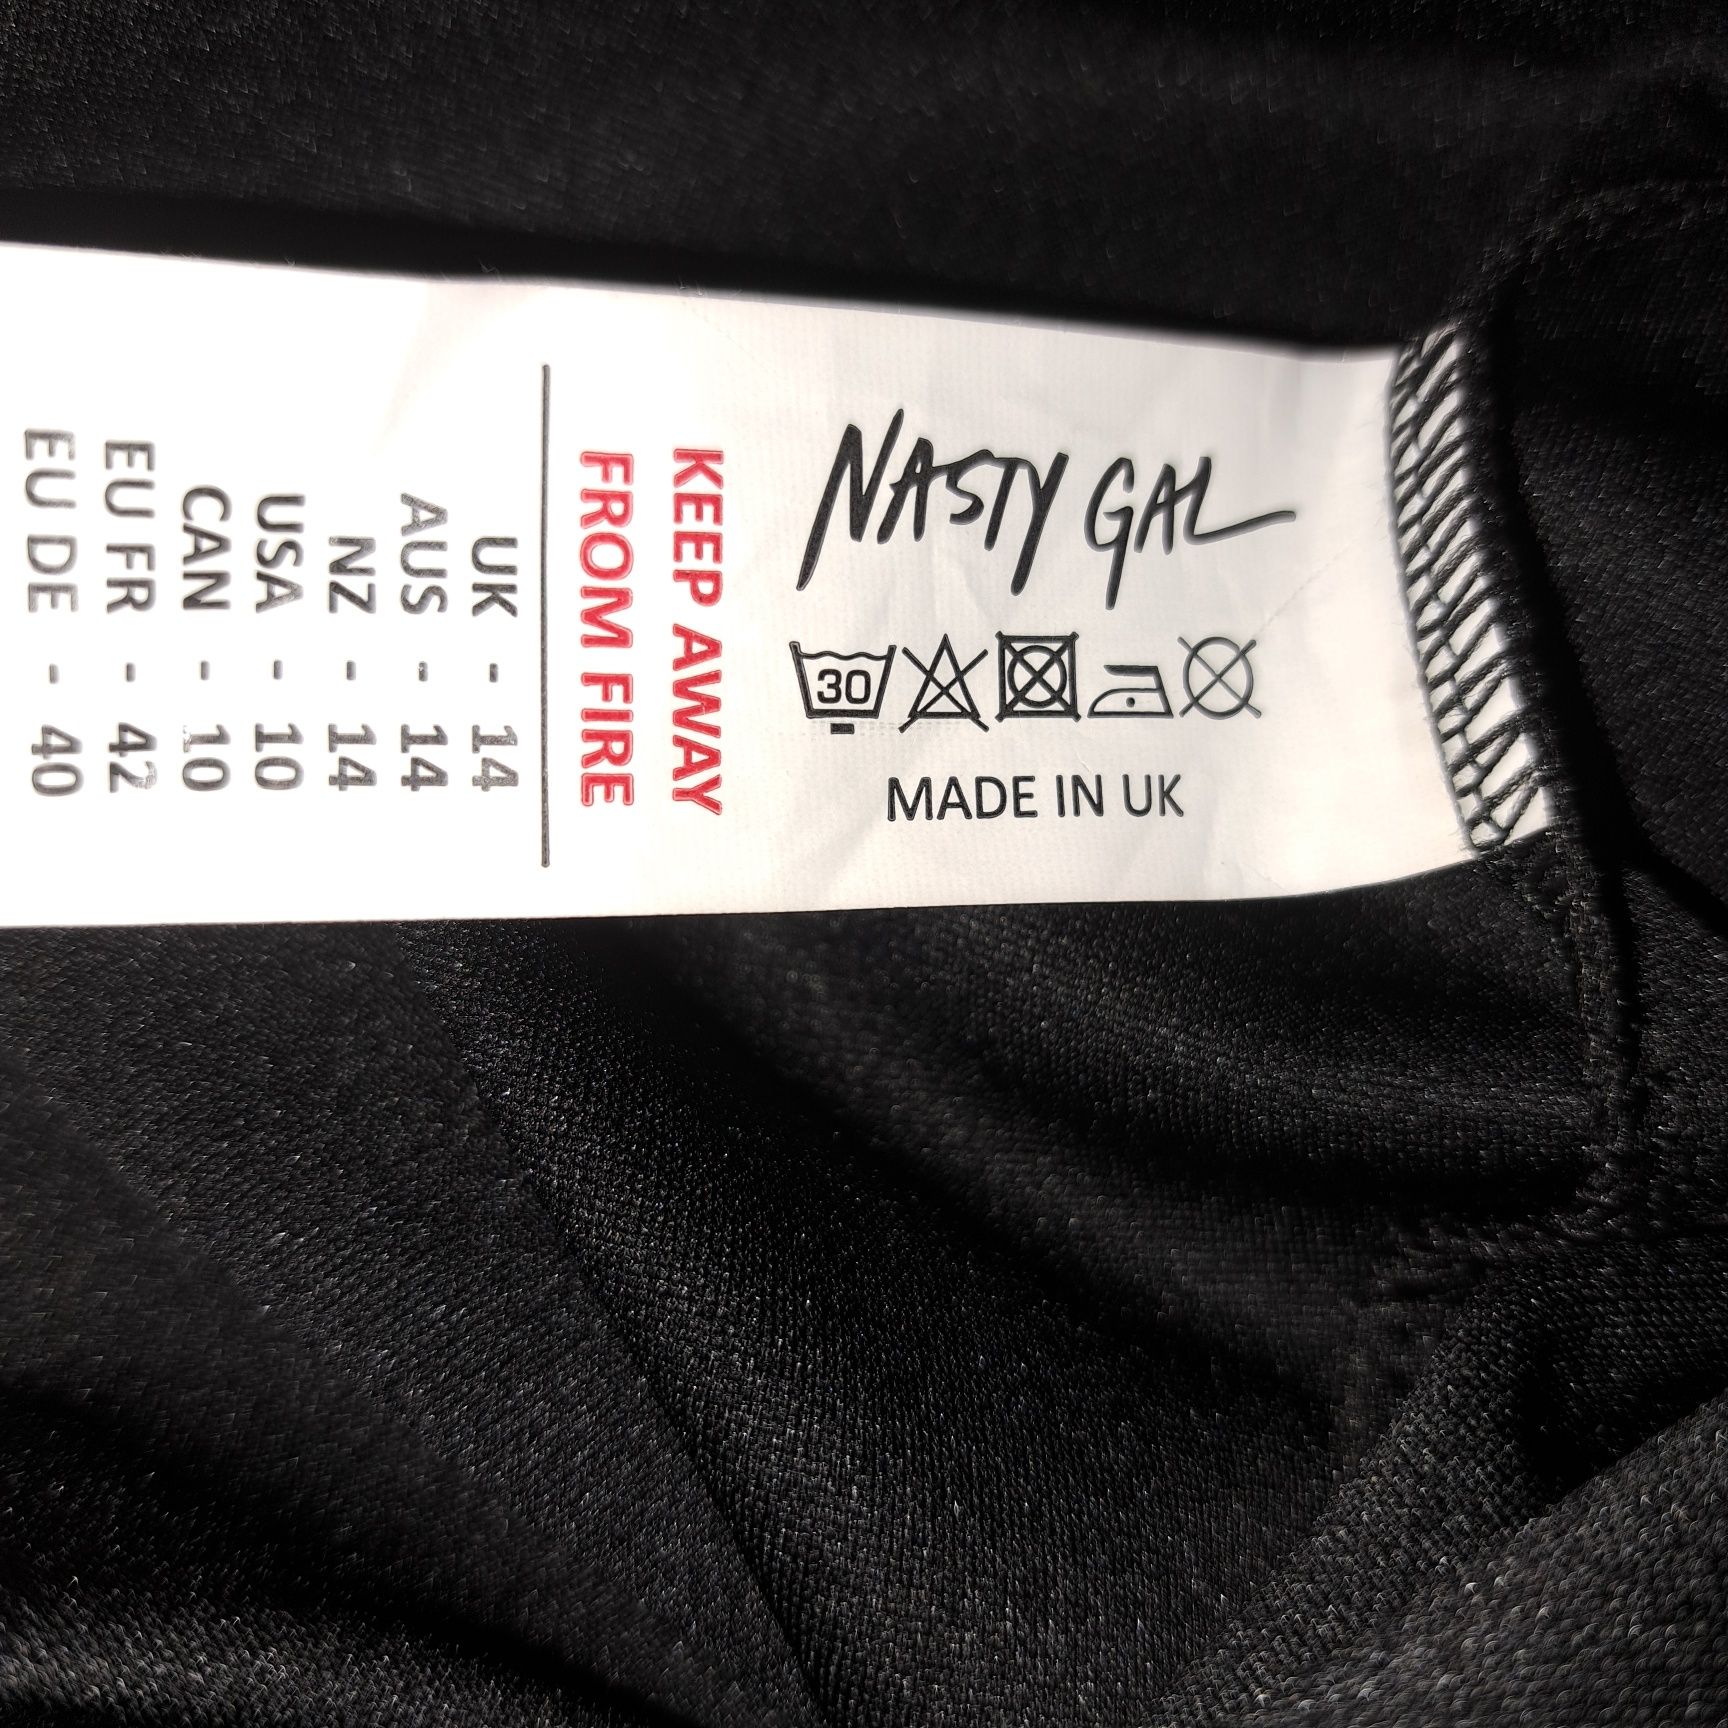 NASTY GAL
30
MADE IN UK
KEEP AWAY
FROM FIRE
UK - 14
AUS - 14
NZ - 14
USA - 10
CAN - 10
EU FR - 42
EU DE - 40